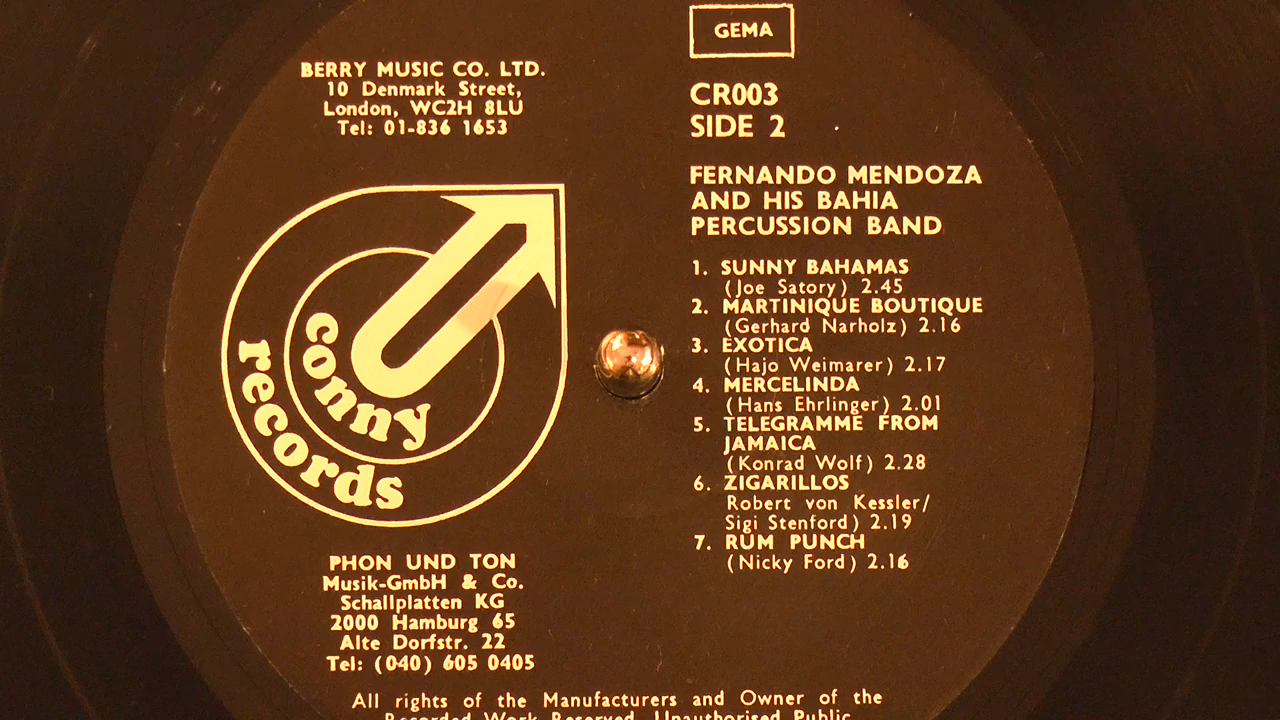 GEMA
BERRY MUSIC CO. LTD.
10 Denmark Street,
London, WC2H 8LU
Tel: 01-836 1653
CR003
SIDE 2
FERNANDO MENDOZA
AND HIS BAHIA
PERCUSSION BAND
conny
records
1. SUNNY BAHAMAS
(Joe Satory) 2.45
2. MARTINIQUE BOUTIQUE
(Gerhard Narholz) 2.16
3. EXOTICA
(Hajo Weimarer) 2.17
4. MERCELINDA
(Hans Ehrlinger) 2.01
5. TELEGRAMME FROM
JAMAICA
(Konrad Wolf) 2.28
6. ZIGARILLOS
Robert von Kessler/
Sigi Stenford) 2.19
7. RUM PUNCH
(Nicky Ford) 2.16
PHON UND TON
Musik-GmbH & Co.
Schallplatten KG
2000 Hamburg 65
Alte Dorfstr. 22
Tel: (040) 605 0405
All rights of the Manufacturers and Owner of the
Recorded Work Reserved. Unauthorised Public